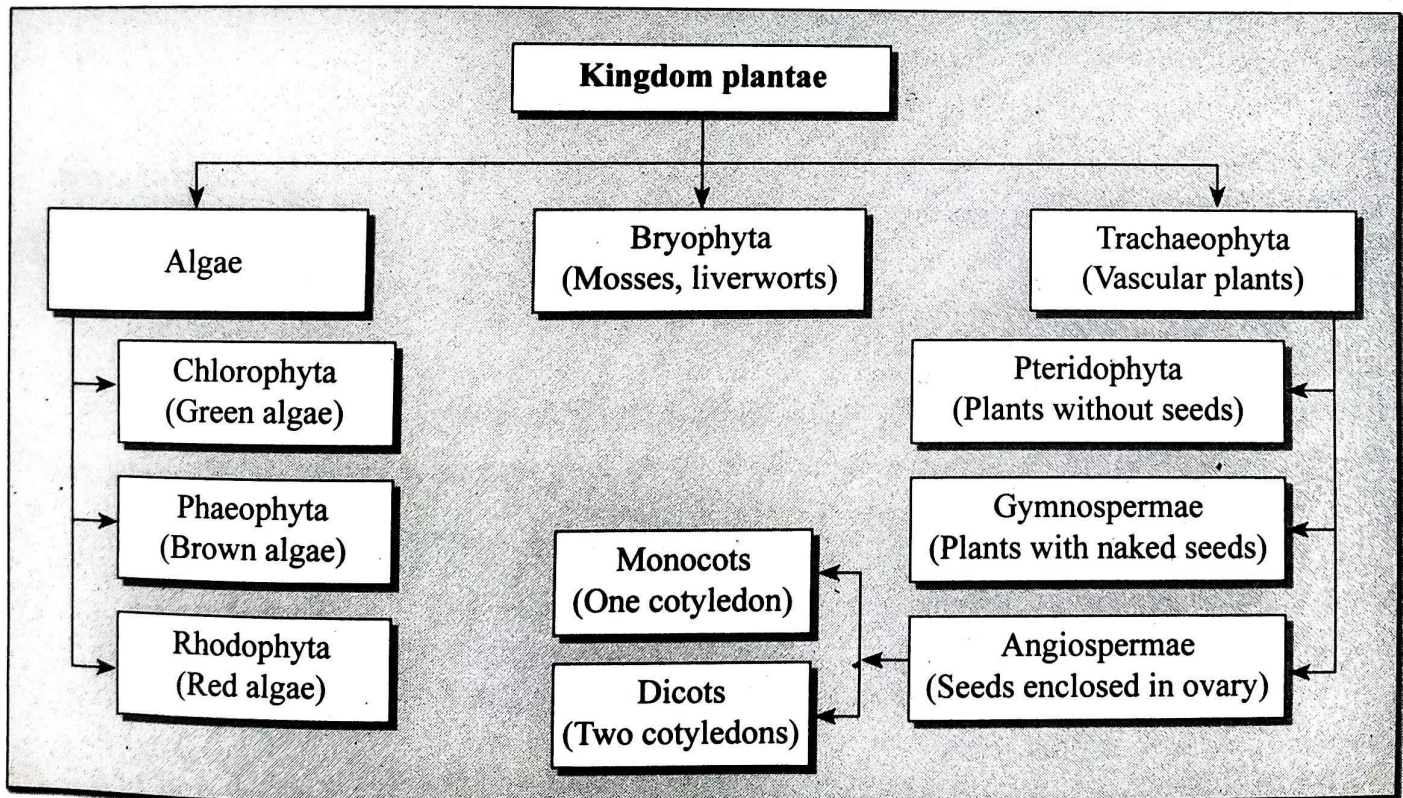 Kingdom plantae
Algae
Bryophyta
(Mosses, liverworts)
Trachaeophyta
(Vascular plants)
Chlorophyta
(Green algae)
Phaeophyta
(Brown algae)
Rhodophyta
(Red algae)
Pteridophyta
(Plants without seeds)
Gymnospermae
(Plants with naked seeds)
Angiospermae
(Seeds enclosed in ovary)
Monocots
(One cotyledon)
Dicots
(Two cotyledons)